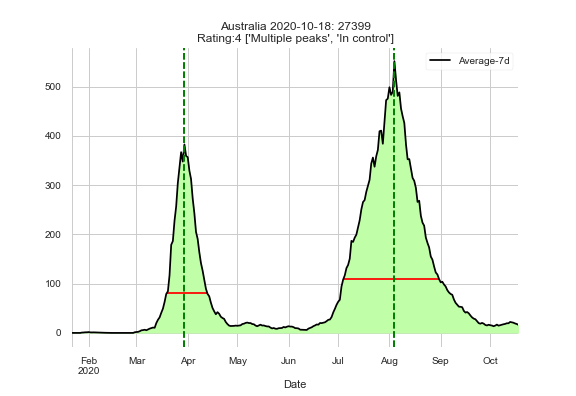 Australia 2020-10-18: 27399
Rating:4 ['Multiple peaks', 'In control']
Average-7d
500
400
300
200
100
0
Feb Mar Apr May Jun Jul Aug Sep Oct
2020
Date